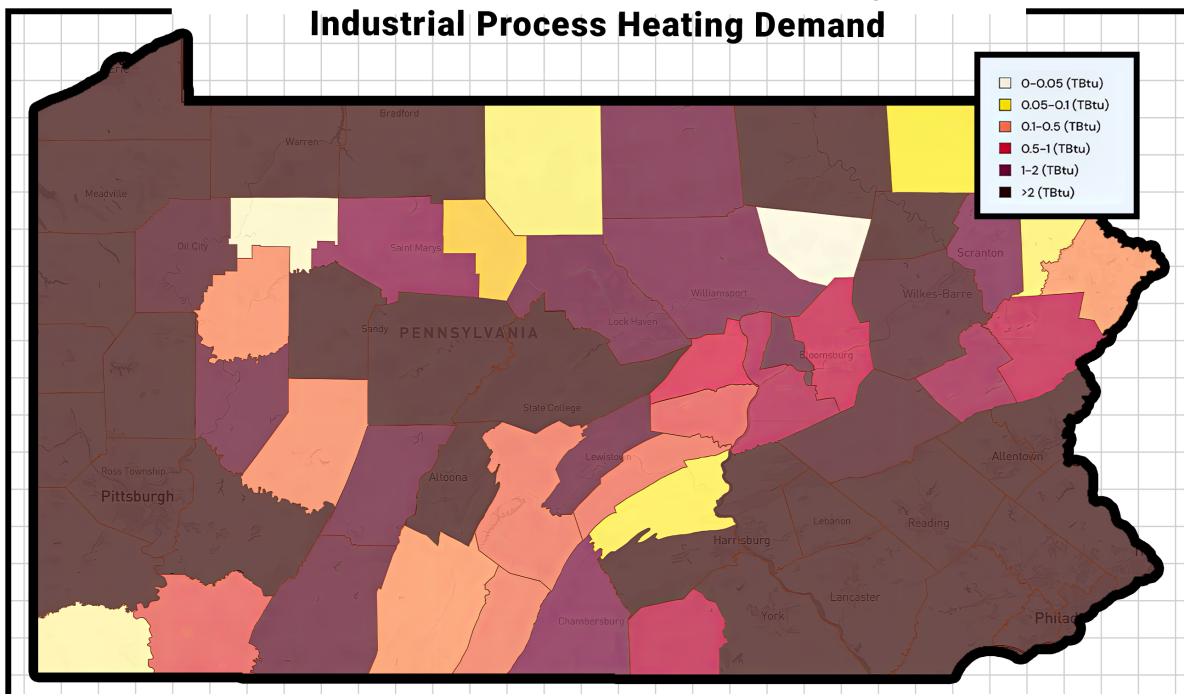 Industrial Process Heating Demand
0-0.05 (TBtu)
0.05-0.1 (TBtu)
0.1-0.5 (TBtu)
0.5-1 (TBtu)
1-2 (TBtu)
>2 (TBtu)
Erie
Bradford
Warren
Meadville
Oil City
Saint Marys
Scranton
Williamsport
Wilkes-Barre
Sandy
PENNSYLVANIA
Lock Haven
Bloomsburg
State College
Lewistown
Allentown
Ross Township
Altoona
Pittsburgh
Lebanon
Reading
Harrisburg
Lancaster
Chambersburg
York
Philad